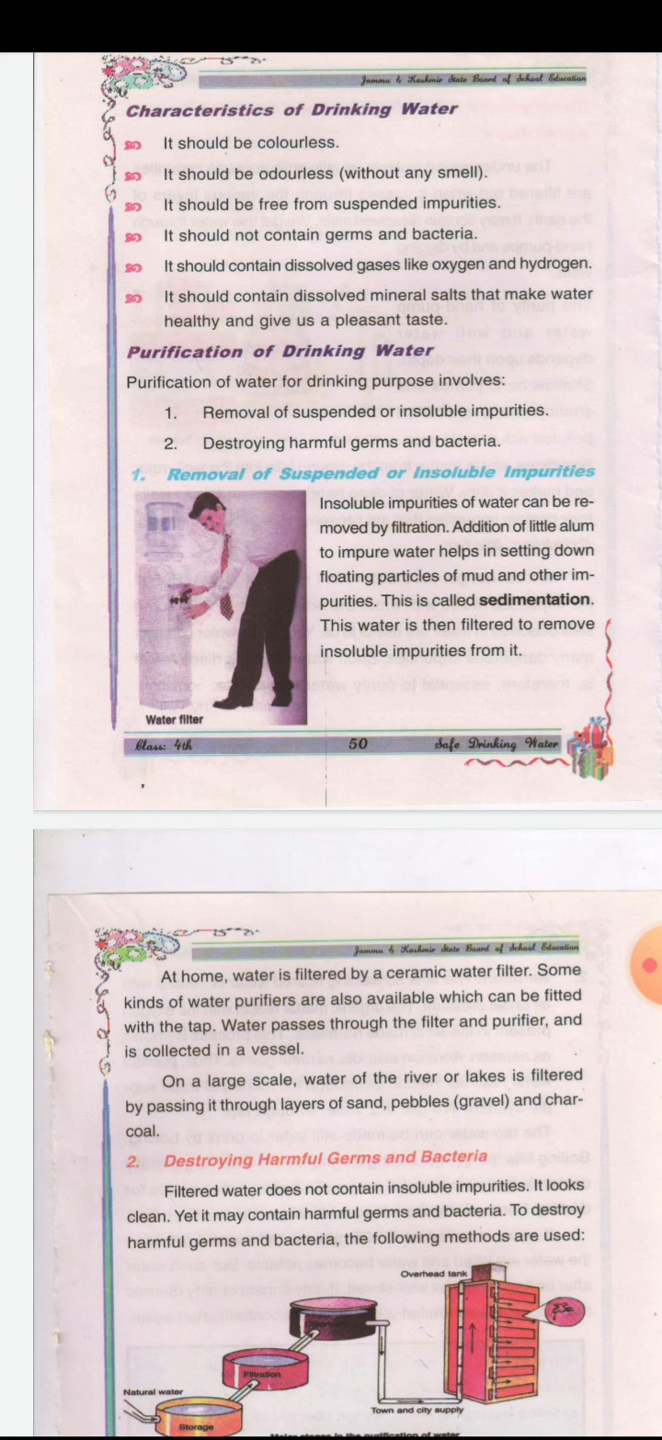 Jammu & Kashmir State Board of School Education
Characteristics of Drinking Water
It should be colourless.
It should be odourless (without any smell).
It should be free from suspended impurities.
It should not contain germs and bacteria.
It should contain dissolved gases like oxygen and hydrogen.
It should contain dissolved mineral salts that make water
healthy and give us a pleasant taste.
Purification of Drinking Water
Purification of water for drinking purpose involves:
1. Removal of suspended or insoluble impurities.
2. Destroying harmful germs and bacteria.
1. Removal of Suspended or Insoluble Impurities
Insoluble impurities of water can be re-
moved by filtration. Addition of little alum
to impure water helps in setting down
floating particles of mud and other im-
purities. This is called sedimentation.
This water is then filtered to remove
insoluble impurities from it.
Water filter
Class: 4th 50 Safe Drinking Water
Jammu & Kashmir State Board of School Education
At home, water is filtered by a ceramic water filter. Some
kinds of water purifiers are also available which can be fitted
with the tap. Water passes through the filter and purifier, and
is collected in a vessel.
On a large scale, water of the river or lakes is filtered
by passing it through layers of sand, pebbles (gravel) and char-
coal.
2. Destroying Harmful Germs and Bacteria
Filtered water does not contain insoluble impurities. It looks
clean. Yet it may contain harmful germs and bacteria. To destroy
harmful germs and bacteria, the following methods are used:
Overhead tank
Filtration
Natural water
Storage
Town and city supply
Major stages in the purification of water